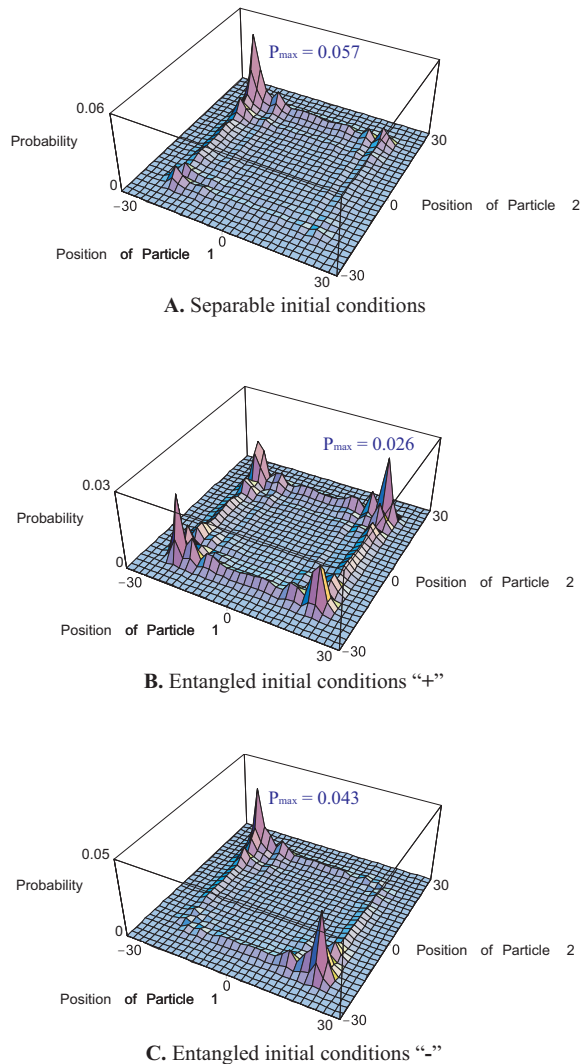 Pmax = 0.057
0.06
Probability
0
−30
Position of Particle 1
0
30
−30
0
Position of Particle 2
30
A. Separable initial conditions
Pmax = 0.026
0.03
Probability
0
−30
Position of Particle 1
0
30
−30
0
Position of Particle 2
30
B. Entangled initial conditions “+”
Pmax = 0.043
0.05
Probability
0
−30
Position of Particle 1
0
30
−30
0
Position of Particle 2
30
C. Entangled initial conditions “-”